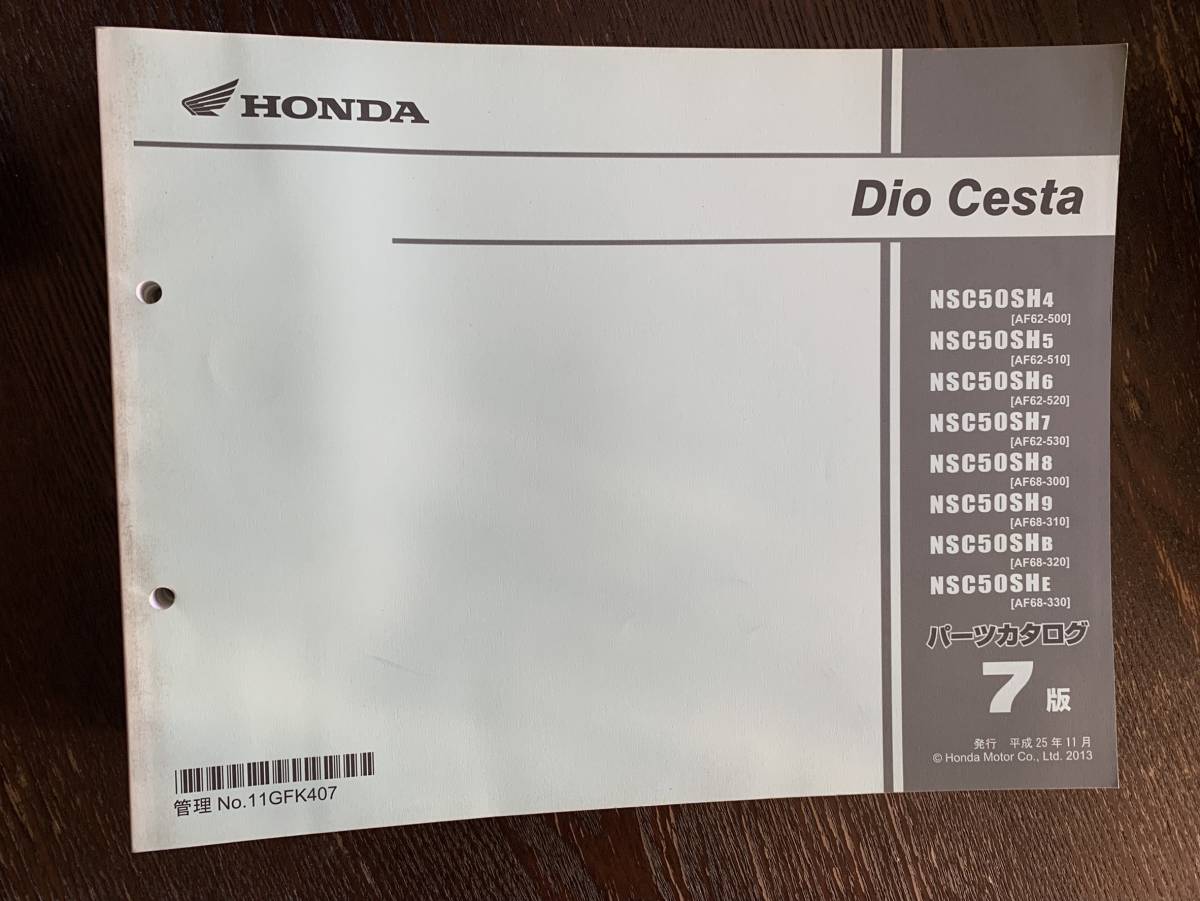 HONDA
Dio Cesta
NSC50SH4
[AF62-500]
NSC50SH5
[AF62-510]
NSC50SH6
[AF62-520]
NSC50SH7
[AF62-530]
NSC50SH8
[AF68-300]
NSC50SH9
[AF68-310]
NSC50SHB
[AF68-320]
NSC50SHE
[AF68-330]
パーツカタログ
7 版
発行 平成 25 年 11 月
© Honda Motor Co., Ltd. 2013
管理 No.11GFK407